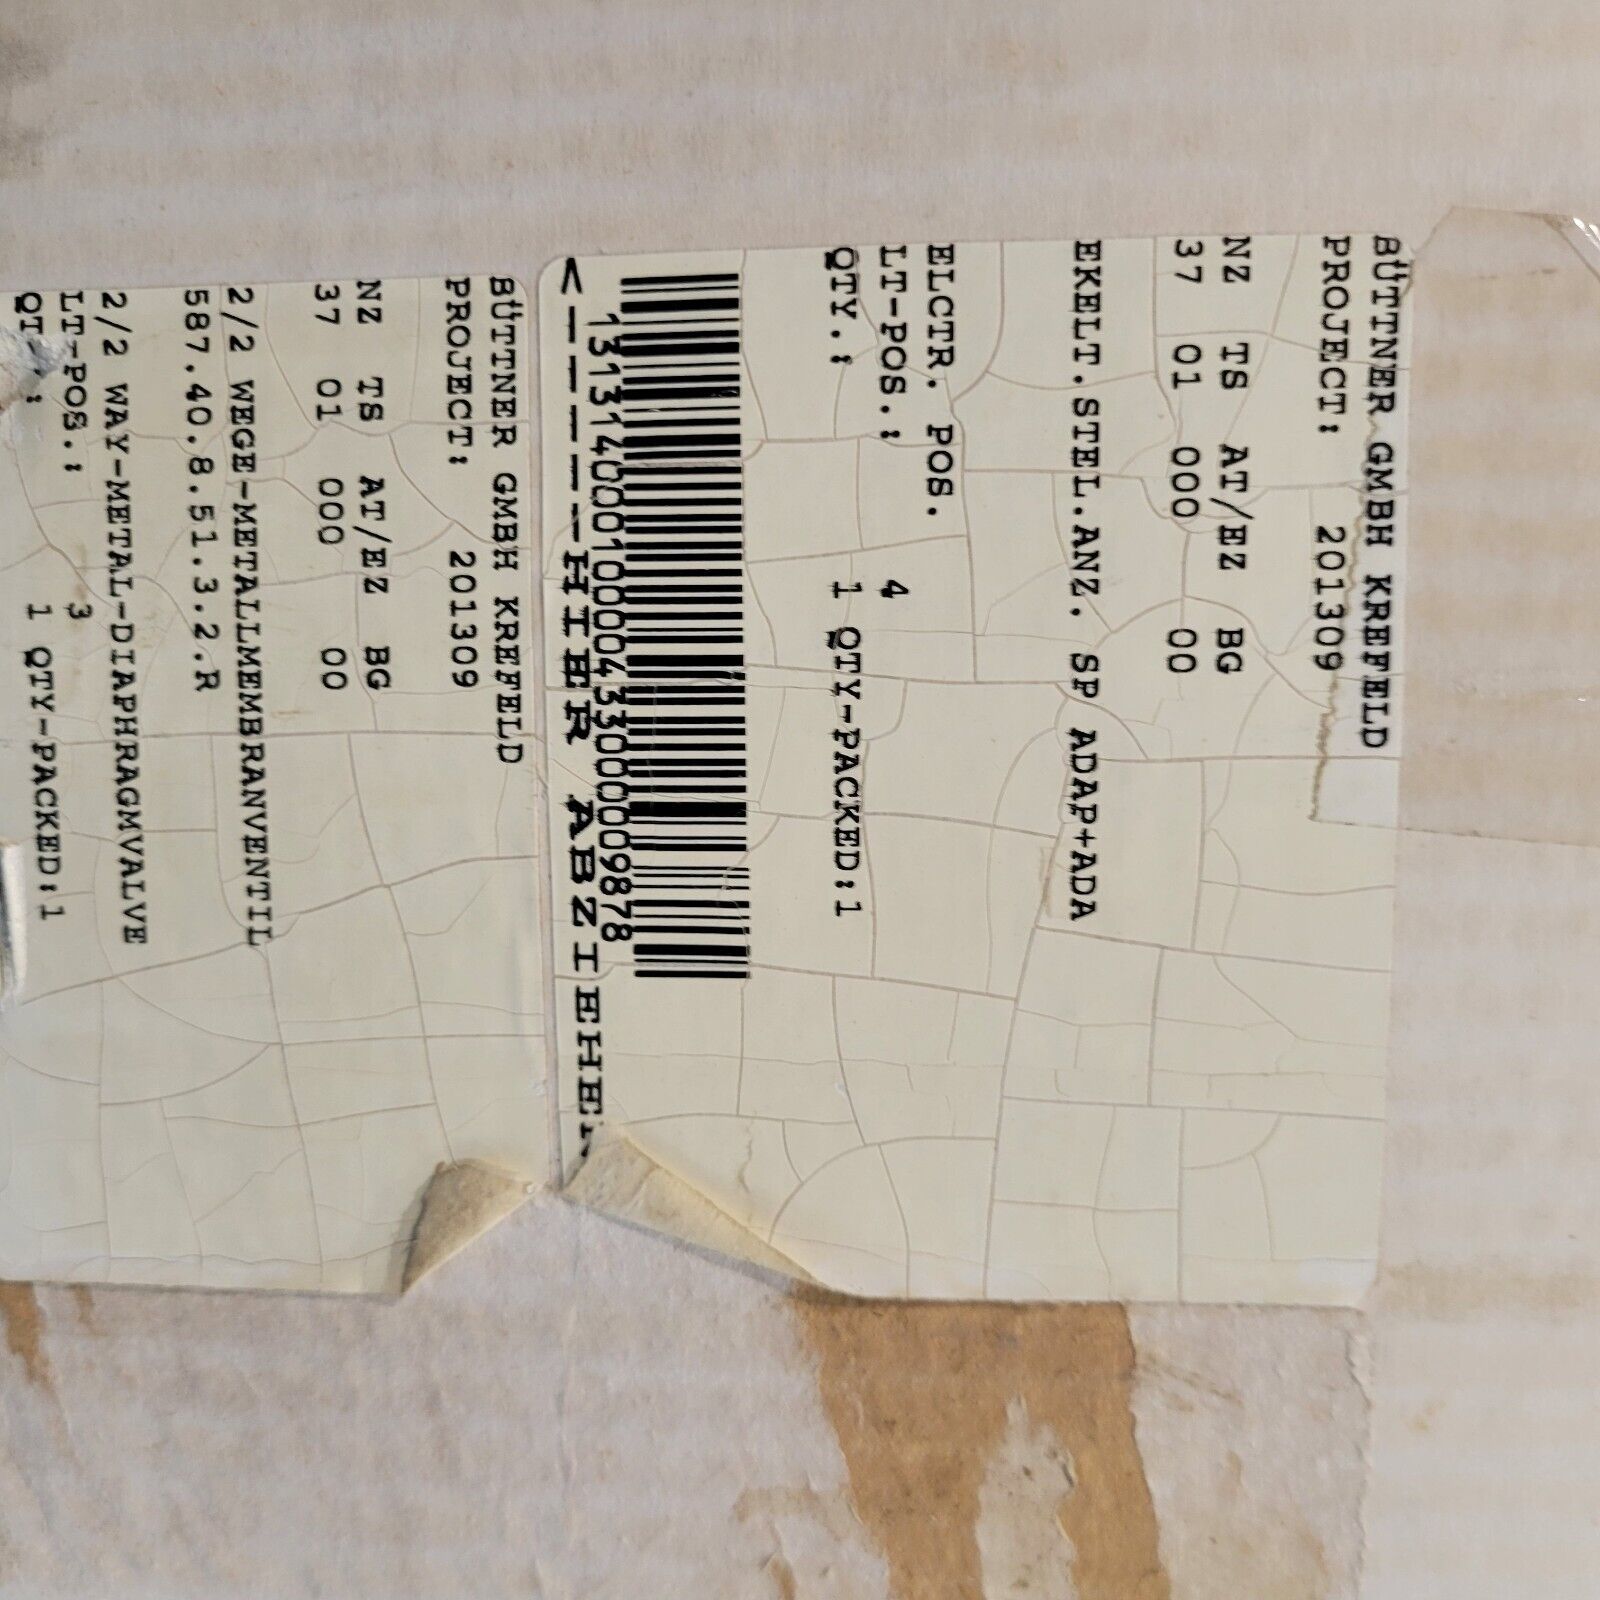 BÜTTNER GMBH KREFELD
PROJECT: 201309
NZ TS AT/EZ BG
37 01 000 00
EKELT.STEL.ANZ. SP ADAP+ADA
ELCTR. POS.
LT-POS.: 4
QTY.: 1 QTY-PACKED:1
<-----HIER ABZIEHEN
BÜTTNER GMBH KREFELD
PROJECT: 201309
NZ TS AT/EZ BG
37 01 000 00
2/2 WEGE-METALLMEMBRANVENTIL
587.40.8.51.3.2.R
2/2 WAY-METAL-DIAPHRAGMVALVE
LT-POS.: 3
QTY.: 1 QTY-PACKED:1